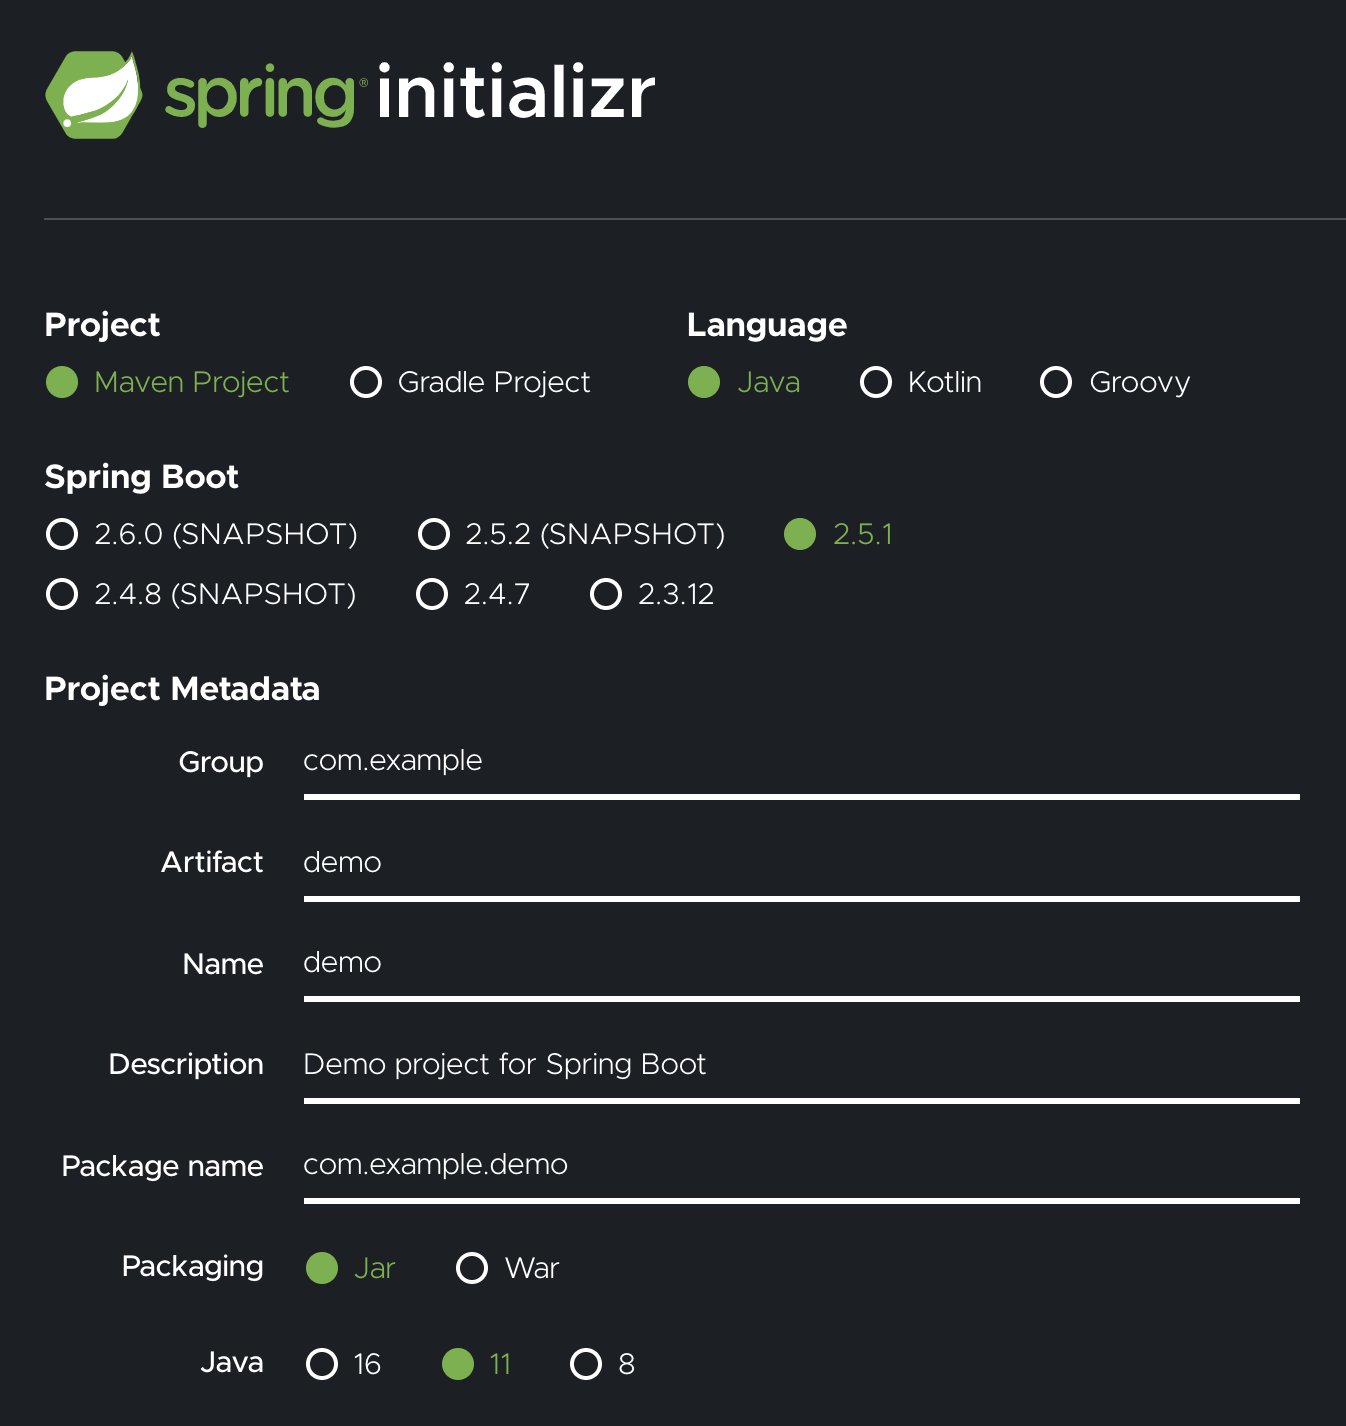 spring® initializr
Project
Maven Project Gradle Project
Language
Java Kotlin Groovy
Spring Boot
2.6.0 (SNAPSHOT) 2.5.2 (SNAPSHOT) 2.5.1
2.4.8 (SNAPSHOT) 2.4.7 2.3.12
Project Metadata
Group com.example
Artifact demo
Name demo
Description Demo project for Spring Boot
Package name com.example.demo
Packaging Jar War
Java 16 11 8